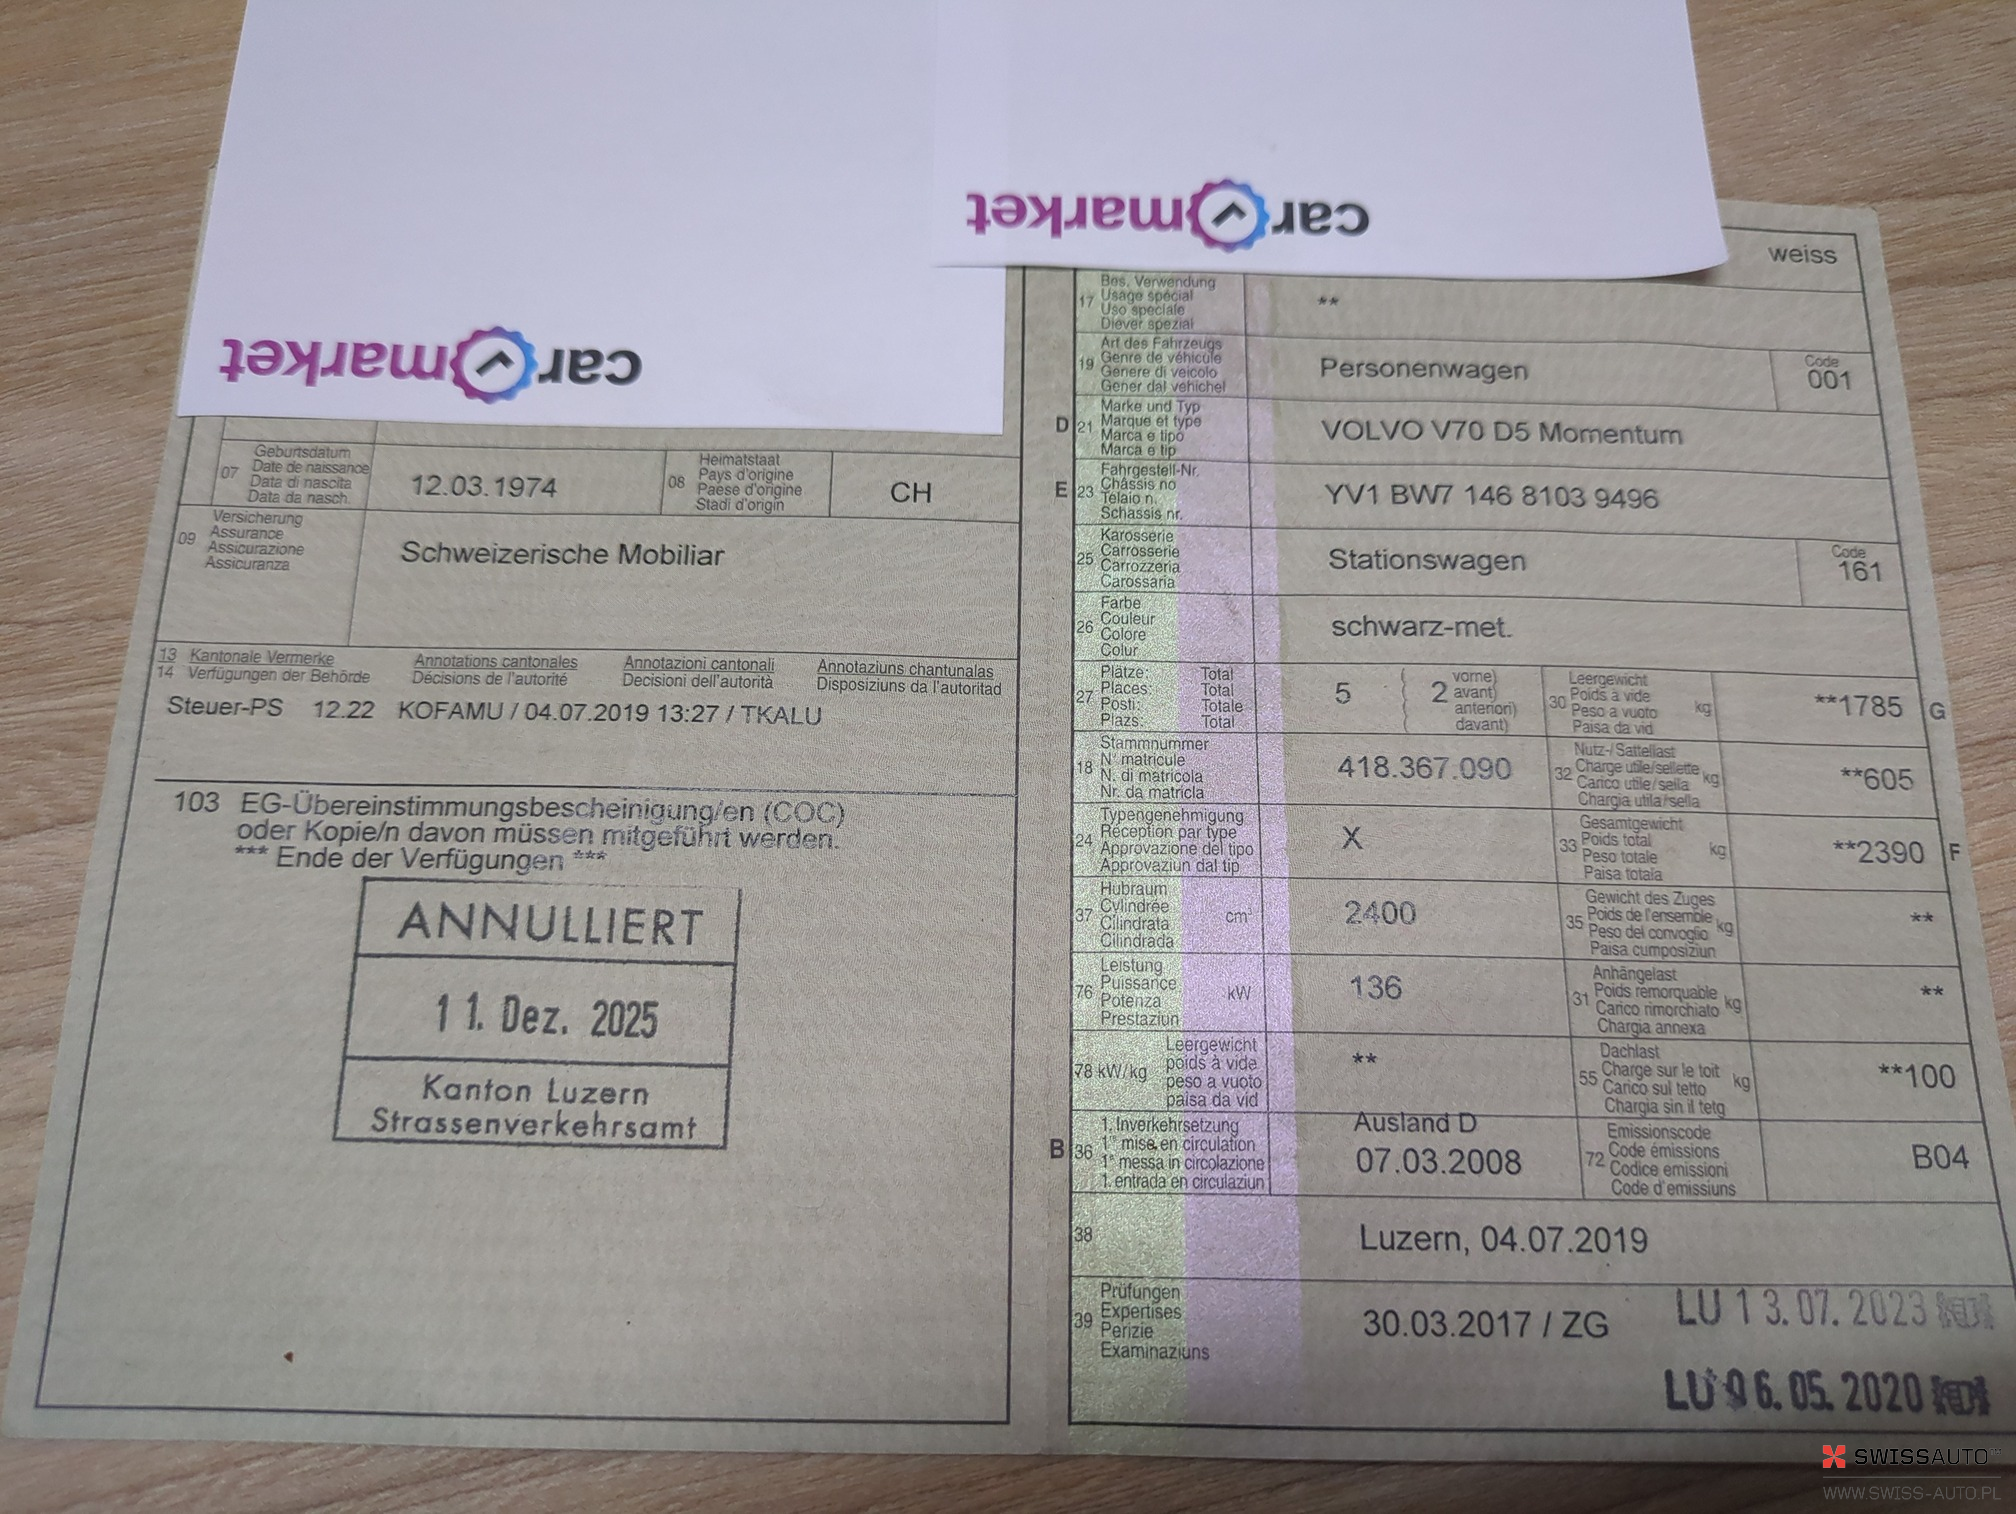 car market
car market
07 Geburtsdatum
Date de naissance
Data di nascita
Data da nasch.
12.03.1974
08 Heimatstaat
Pays d'origine
Paese d'origine
Stadi d'origin
CH
09 Versicherung
Assurance
Assicurazione
Assicuranza
Schweizerische Mobiliar
13 Kantonale Vermerke Annotations cantonales Annotazioni cantonali Annotaziuns chantunalas
14 Verfügungen der Behörde Décisions de l'autorité Decisioni dell'autorità Disposiziuns da l'autoritad
Steuer-PS 12.22 KOFAMU / 04.07.2019 13:27 / TKALU
103 EG-Übereinstimmungsbescheinigung/en (COC)
oder Kopie/n davon müssen mitgeführt werden.
*** Ende der Verfügungen ***
ANNULLIERT
11. Dez. 2025
Kanton Luzern
Strassenverkehrsamt
weiss
17 Bes. Verwendung
Usage spécial
Uso speciale
Diever spezial
**
19 Art des Fahrzeugs
Genre de véhicule
Genere di veicolo
Gener dal vehichel
Personenwagen
Code
001
D 21 Marke und Typ
Marque et type
Marca e tipo
Marca e tip
VOLVO V70 D5 Momentum
E 23 Fahrgestell-Nr.
Châssis no
Telaio n.
Schassis nr.
YV1 BW7 146 8103 9496
25 Karosserie
Carrosserie
Carrozzeria
Carossaria
Stationswagen
Code
161
26 Farbe
Couleur
Colore
Colur
schwarz-met.
27 Plätze: Total
Places: Total
Posti: Totale
Plazs: Total
5 ( 2 vorne)
avant)
anteriori)
davant)
30 Leergewicht
Poids à vide
Peso a vuoto
Paisa da vid
kg
**1785 G
18 Stammnummer
N° matricule
N. di matricola
Nr. da matricla
418.367.090
32 Nutz-/Sattellast
Charge utile/sellette
Carico utile/sella
Chargia utila/sella
kg
**605
24 Typengenehmigung
Réception par type
Approvazione del tipo
Approvaziun dal tip
X
33 Gesamtgewicht
Poids total
Peso totale
Paisa totala
kg
**2390 F
37 Hubraum
Cylindrée
Cilindrata
Cilindrada
cm³
2400
35 Gewicht des Zuges
Poids de l'ensemble
Peso del convoglio
Paisa cumposiziun
kg
**
76 Leistung
Puissance
Potenza
Prestaziun
kW
136
31 Anhängelast
Poids remorquable
Carico rimorchiato
Chargia annexa
kg
**
78 kW/kg Leergewicht
poids à vide
peso a vuoto
paisa da vid
**
55 Dachlast
Charge sur le toit
Carico sul tetto
Chargia sin il tetg
kg
**100
B 36 1. Inverkehrsetzung
1re mise en circulation
1a messa in circolazione
1. entrada en circulaziun
Ausland D
07.03.2008
72 Emissionscode
Code émissions
Codice emissioni
Code d'emissiuns
B04
38
Luzern, 04.07.2019
39 Prüfungen
Expertises
Perizie
Examinaziuns
30.03.2017 / ZG
LU 13.07.2023
LU 06.05.2020
SWISSAUTO
WWW.SWISS-AUTO.PL